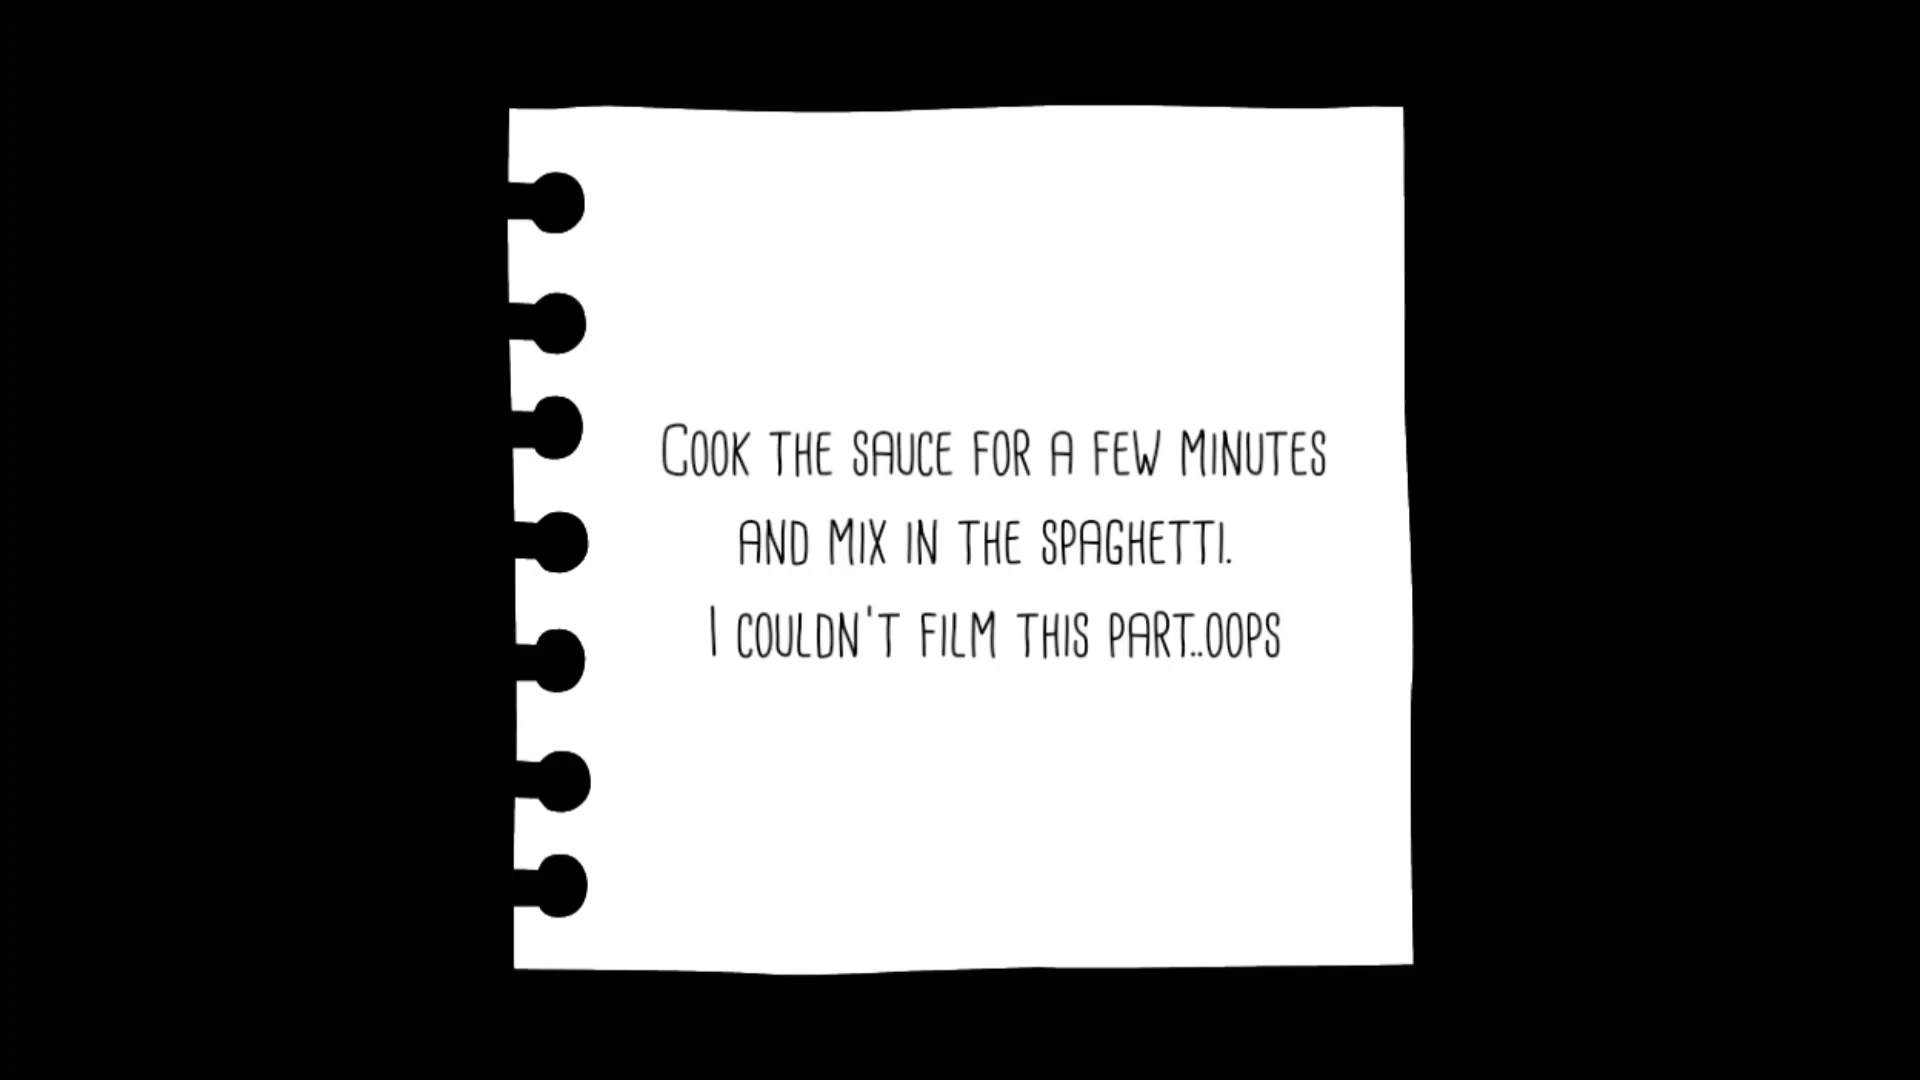 Cook the sauce for a few minutes
and mix in the spaghetti.
I couldn't film this part..oops